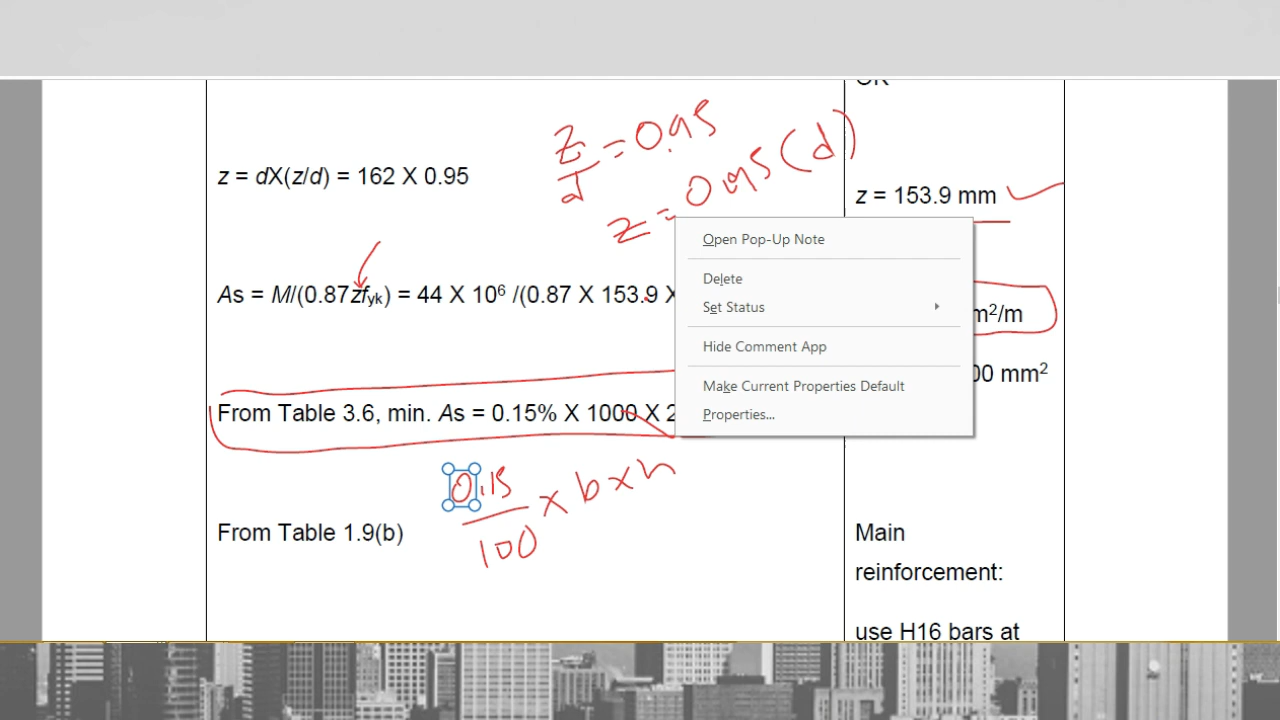 OK
z/d = 0.95
z = dX(z/d) = 162 X 0.95
z = 0.95 (d)
z = 153.9 mm
As = M/(0.87zfyk) = 44 X 10⁶ /(0.87 X 153.9 X
m²/m
00 mm²
From Table 3.6, min. As = 0.15% X 1000 X 2
Open Pop-Up Note
Delete
Set Status
Hide Comment App
Make Current Properties Default
Properties...
0.15/100 x b x h
From Table 1.9(b)
Main
reinforcement:
use H16 bars at